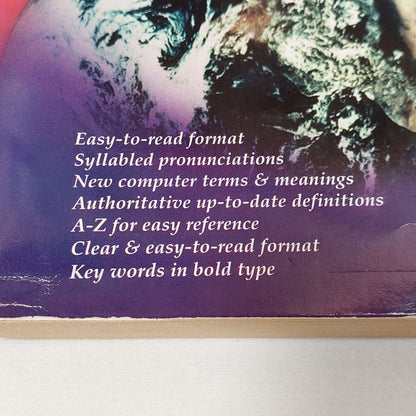 Easy-to-read format
Syllabled pronunciations
New computer terms & meanings
Authoritative up-to-date definitions
A-Z for easy reference
Clear & easy-to-read format
Key words in bold type